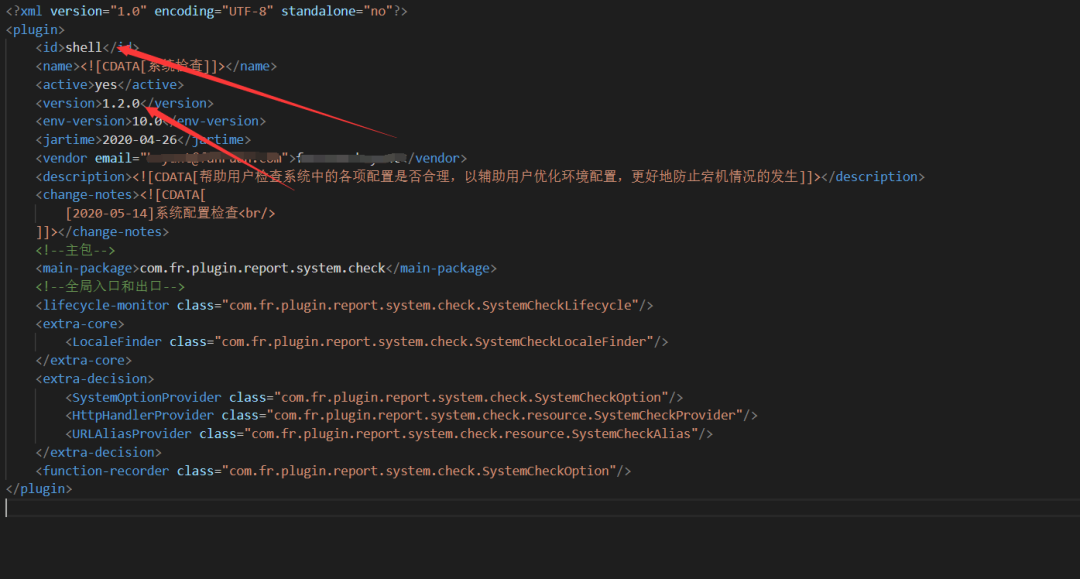 <?xml version="1.0" encoding="UTF-8" standalone="no"?>
<plugin>
<id>shell</id>
<name><![CDATA[系统检查]]></name>
<active>yes</active>
<version>1.2.0</version>
<env-version>10.0</env-version>
<jartime>2020-04-26</jartime>
<vendor email=" ">f </vendor>
<description><![CDATA[帮助用户检查系统中的各项配置是否合理，以辅助用户优化环境配置，更好地防止宕机情况的发生]]></description>
<change-notes><![CDATA[
[2020-05-14]系统配置检查<br/>
]]></change-notes>
<!--主包-->
<main-package>com.fr.plugin.report.system.check</main-package>
<!--全局入口和出口-->
<lifecycle-monitor class="com.fr.plugin.report.system.check.SystemCheckLifecycle"/>
<extra-core>
<LocaleFinder class="com.fr.plugin.report.system.check.SystemCheckLocaleFinder"/>
</extra-core>
<extra-decision>
<SystemOptionProvider class="com.fr.plugin.report.system.check.SystemCheckOption"/>
<HttpHandlerProvider class="com.fr.plugin.report.system.check.resource.SystemCheckProvider"/>
<URLAliasProvider class="com.fr.plugin.report.system.check.resource.SystemCheckAlias"/>
</extra-decision>
<function-recorder class="com.fr.plugin.report.system.check.SystemCheckOption"/>
</plugin>